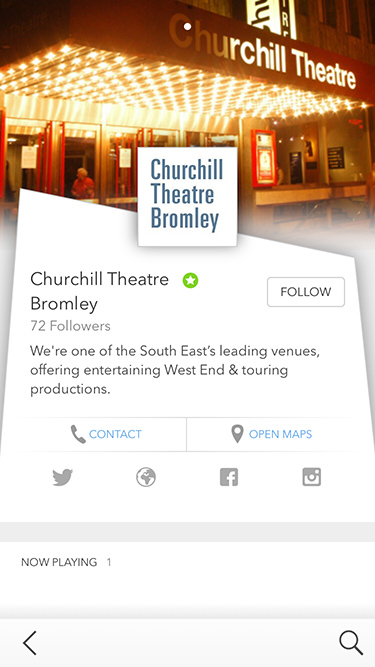 Churchill Theatre
Churchill
Theatre
Bromley
Churchill Theatre
Bromley
FOLLOW
72 Followers
We're one of the South East’s leading venues,
offering entertaining West End & touring
productions.
CONTACT
OPEN MAPS
NOW PLAYING 1